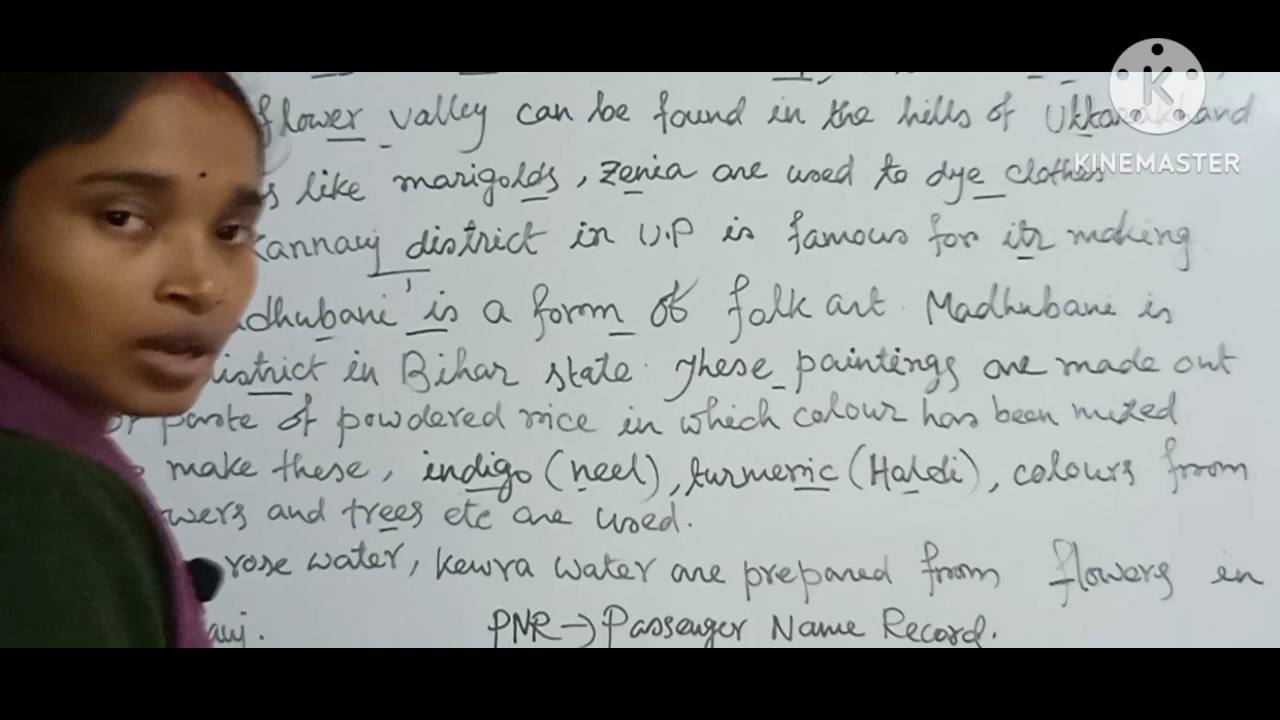 flower valley can be found in the hills of Uttarakhand
like marigolds, Zenia are used to dye clothes
Kannauj district in U.P is famous for itr making
adhubani is a form of folk art. Madhubani is
istrict in Bihar state. These paintings are made out
paste of powdered rice in which colour has been mixed
make these, indigo (neel), turmeric (Haldi), colours from
wers and trees etc are used.
rose water, Kewra water are prepared from flowers in
auj.
PNR → Passenger Name Record.
KINEMASTER